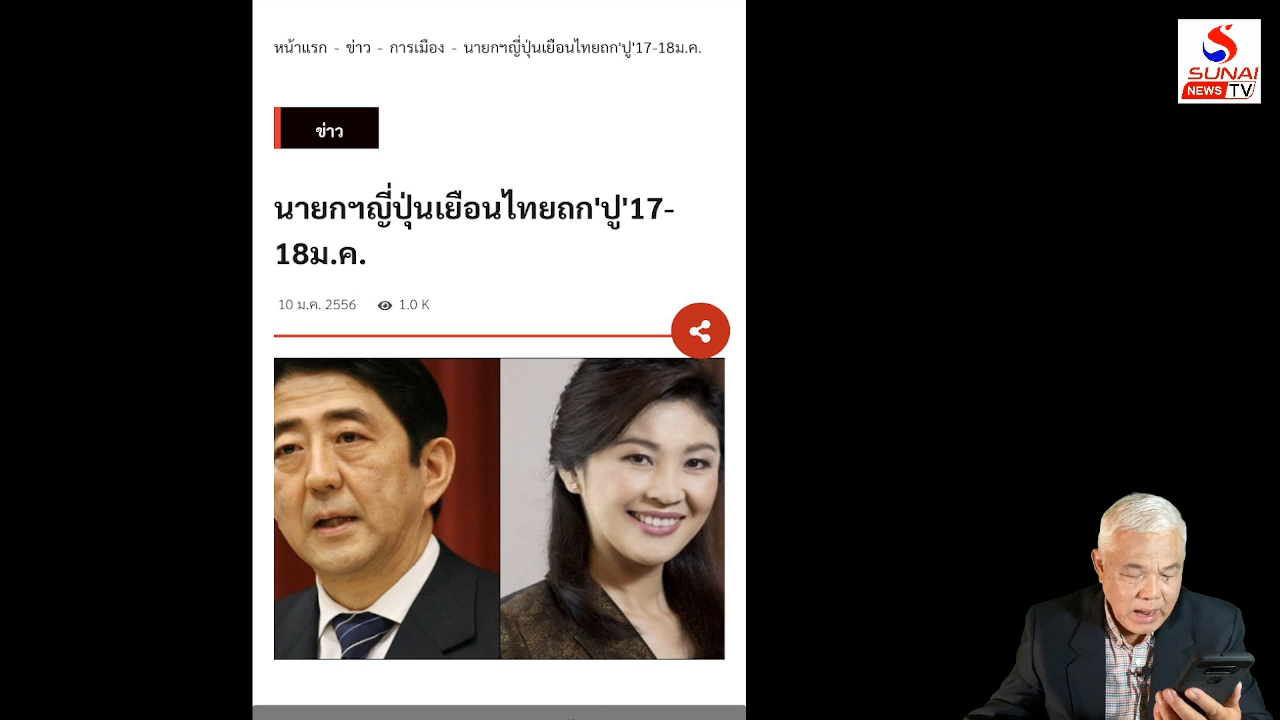 หน้าแรก - ข่าว - การเมือง - นายกฯญี่ปุ่นเยือนไทยถก'ปู'17-18ม.ค.
SUNAI
NEWS TV
ข่าว
นายกฯญี่ปุ่นเยือนไทยถก'ปู'17-
18ม.ค.
10 ม.ค. 2556 1.0 K